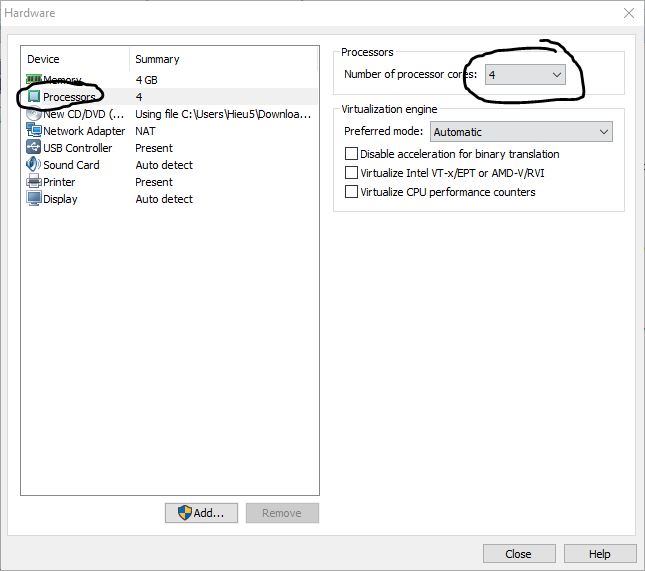 Hardware
Device Summary
Memory 4 GB
Processors 4
New CD/DVD (... Using file C:\Users\Hieu5\Downloa...
Network Adapter NAT
USB Controller Present
Sound Card Auto detect
Printer Present
Display Auto detect
Add... Remove
Processors
Number of processor cores: 4
Virtualization engine
Preferred mode: Automatic
Disable acceleration for binary translation
Virtualize Intel VT-x/EPT or AMD-V/RVI
Virtualize CPU performance counters
Close Help